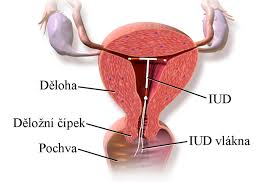 Děloha
IUD
Děložní čípek
IUD vlákna
Pochva